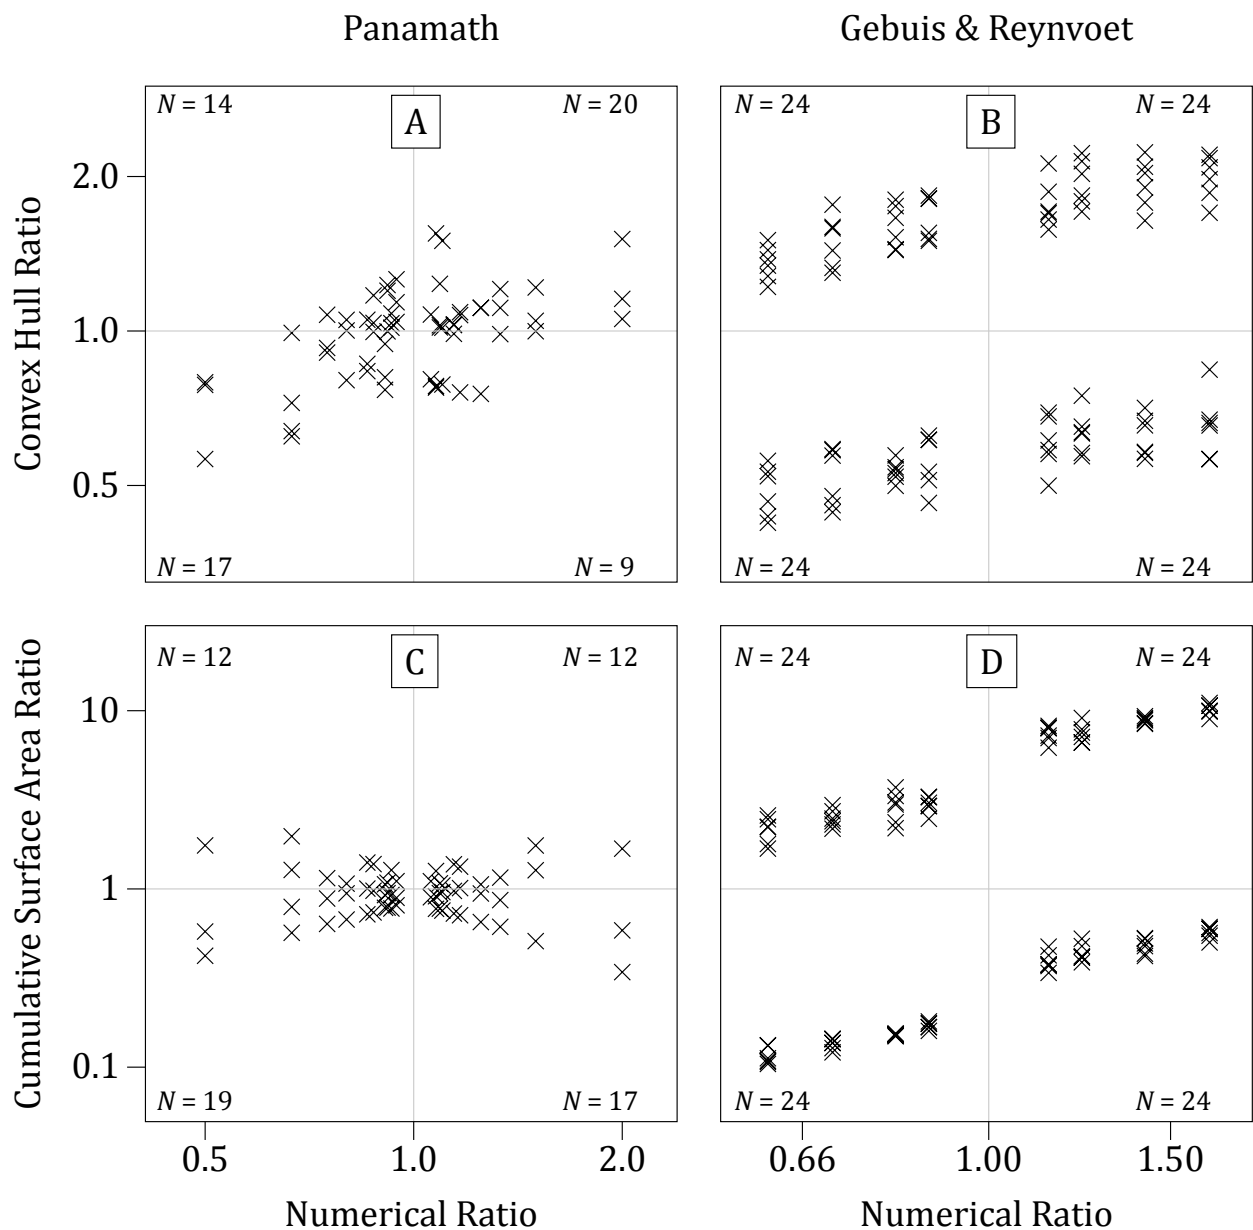 Panamath
Gebuis & Reynvoet
N = 14
A
N = 20
N = 24
B
N = 24
Convex Hull Ratio
2.0
1.0
0.5
N = 17
N = 9
N = 24
N = 24
N = 12
C
N = 12
N = 24
D
N = 24
Cumulative Surface Area Ratio
10
1
0.1
N = 19
N = 17
N = 24
N = 24
0.5
1.0
2.0
0.66
1.00
1.50
Numerical Ratio
Numerical Ratio